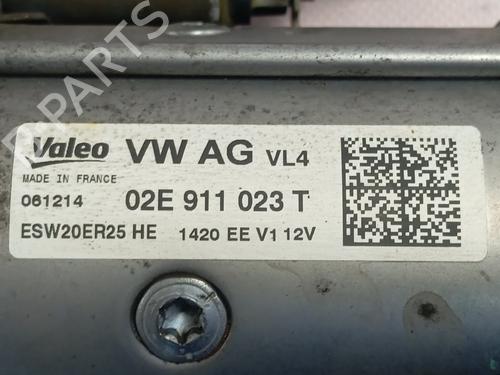 B-PARTS
Valeo VW AG VL4
MADE IN FRANCE
061214 02E 911 023 T
ESW20ER25 HE 1420 EE V1 12V